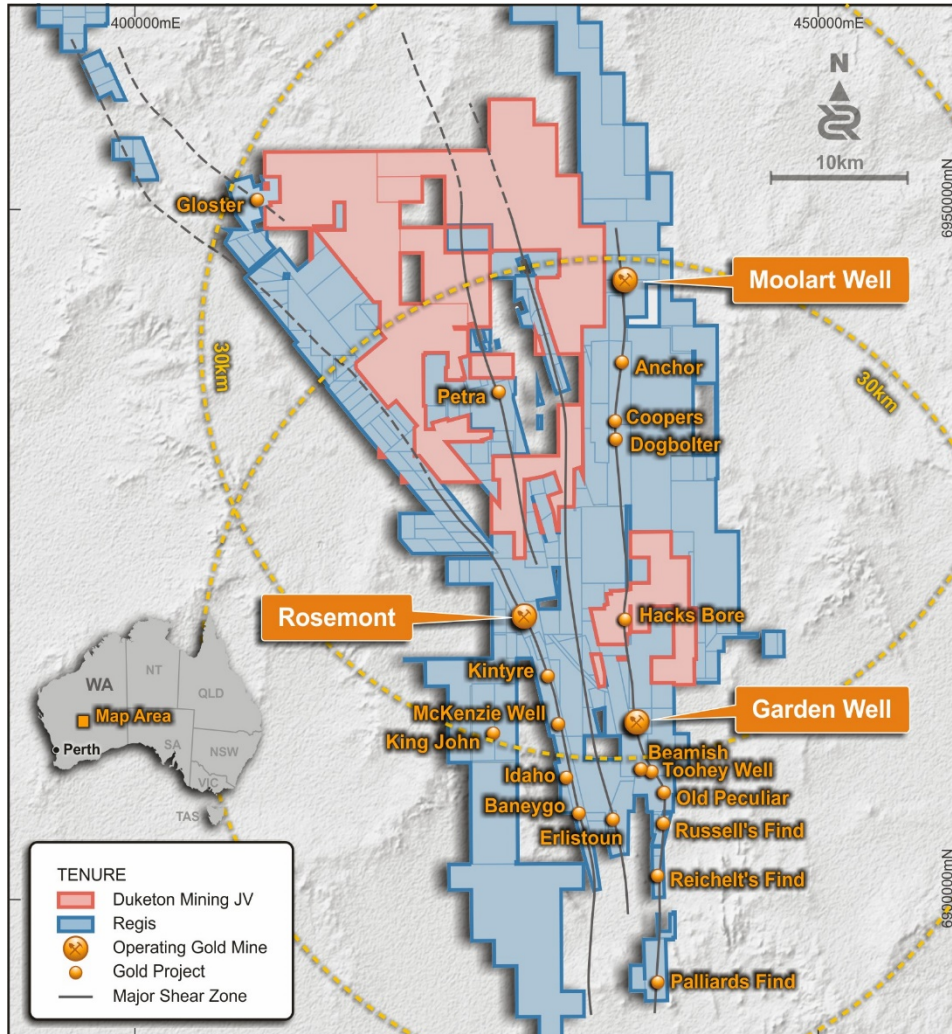 400000mE
450000mE
N
10km
6950000mN
Gloster
Moolart Well
30km
30km
Anchor
Petra
Coopers
Dogbolter
Rosemont
Hacks Bore
Kintyre
Garden Well
McKenzie Well
King John
Beamish
Toohey Well
Idaho
Old Peculiar
Baneygo
Erlistoun
Russell's Find
Reichelt's Find
6900000mN
Palliards Find
WA
NT
QLD
Map Area
Perth
SA
NSW
VIC
TAS
TENURE
Duketon Mining JV
Regis
Operating Gold Mine
Gold Project
Major Shear Zone